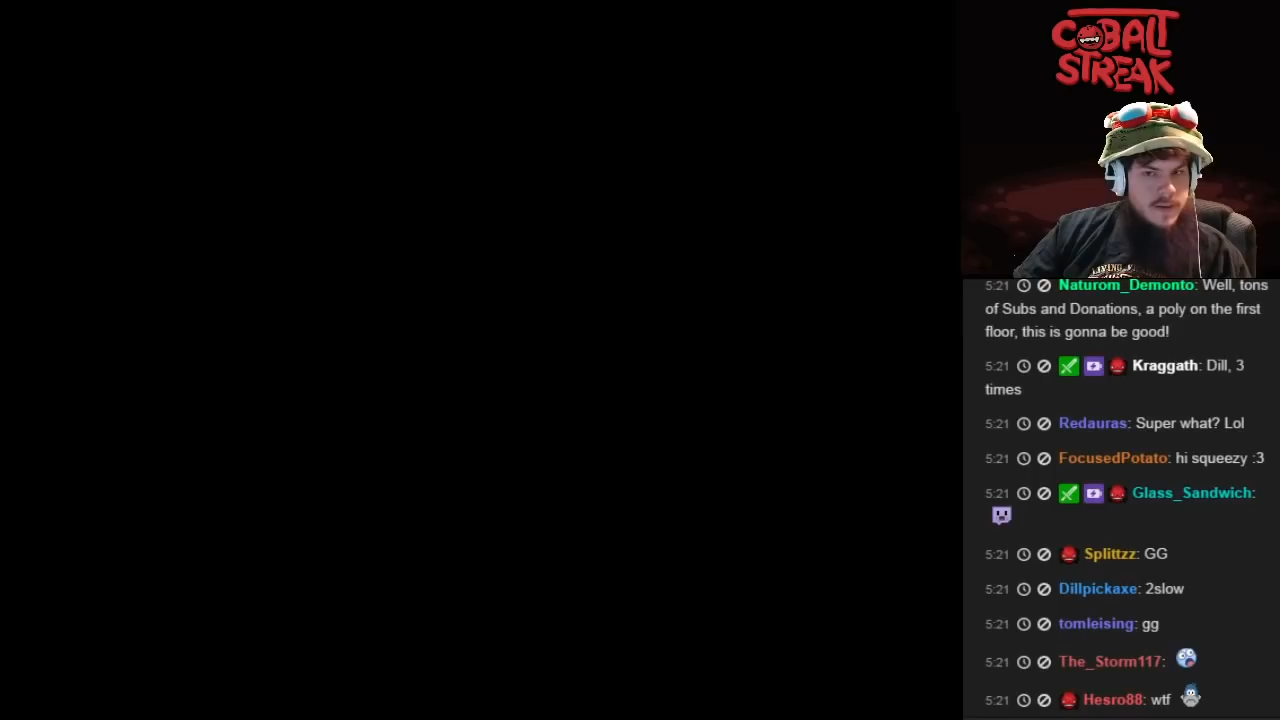 COBALT
STREAK
LIVING
5:21 Naturom_Demonto: Well, tons
of Subs and Donations, a poly on the first
floor, this is gonna be good!
5:21 Kraggath: Dill, 3
times
5:21 Redauras: Super what? Lol
5:21 FocusedPotato: hi squeezy :3
5:21 Glass_Sandwich:
5:21 Splittzz: GG
5:21 Dillpickaxe: 2slow
5:21 tomleising: gg
5:21 The_Storm117:
5:21 Hesro88: wtf